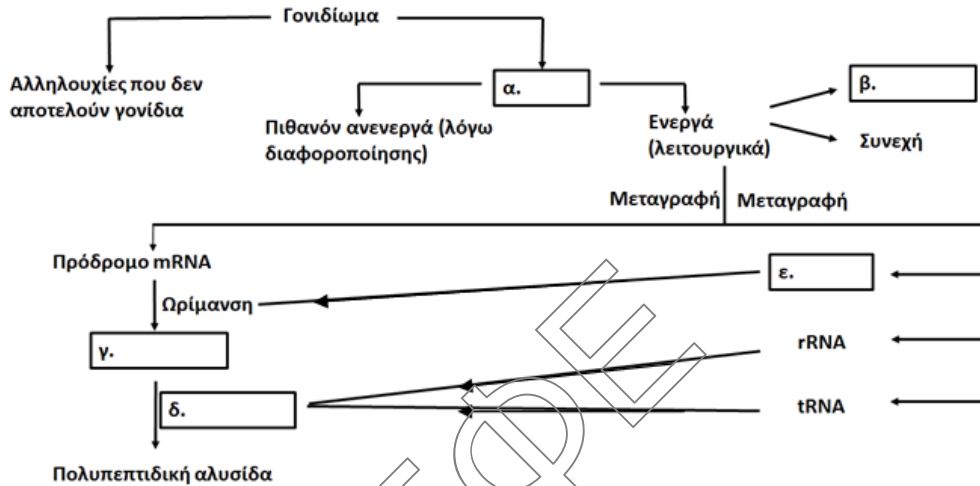 Γονιδίωμα
Αλληλουχίες που δεν
αποτελούν γονίδια
α.
β.
Πιθανόν ανενεργά (λόγω
διαφοροποίησης)
Ενεργά
(λειτουργικά)
Συνεχή
Μεταγραφή Μεταγραφή
Πρόδρομο mRNA
ε.
Ωρίμανση
γ.
rRNA
δ.
tRNA
Πολυπεπτιδική αλυσίδα